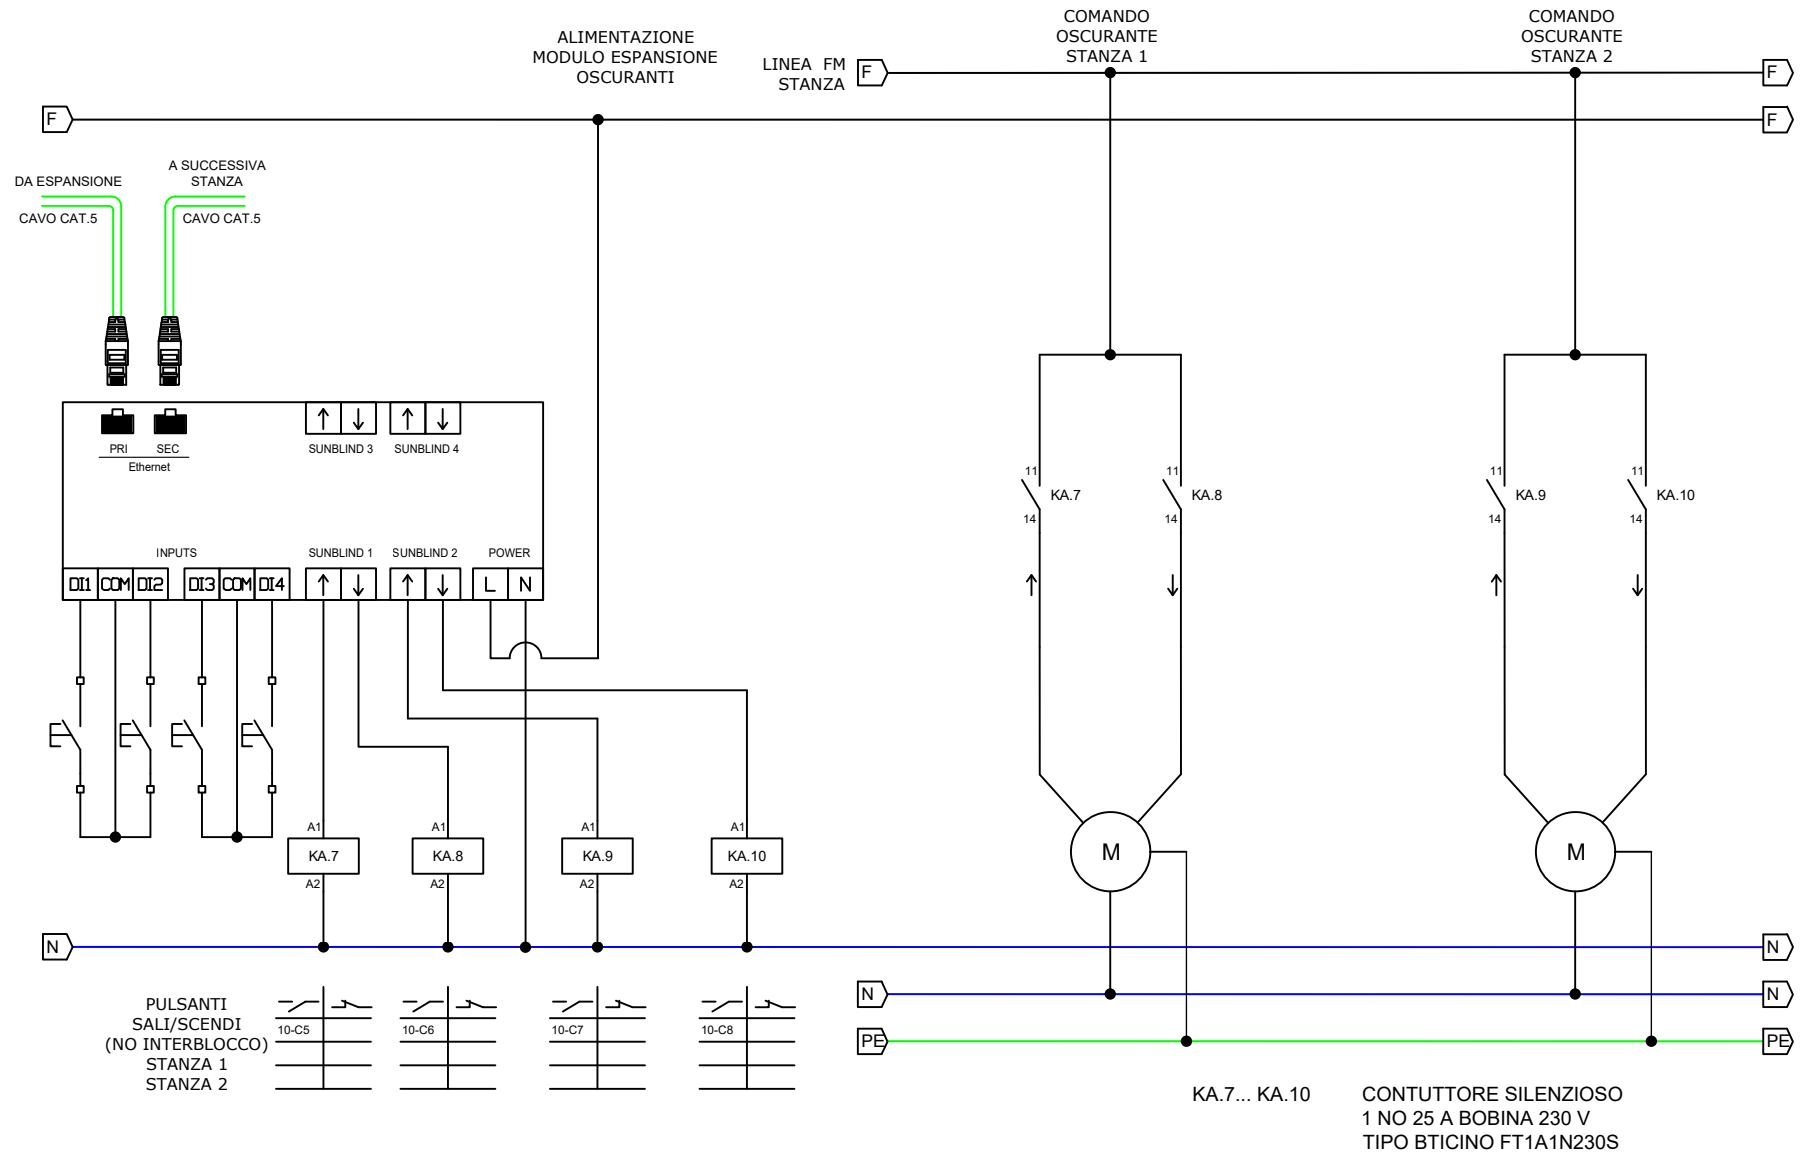 COMANDO
OSCURANTE
STANZA 1
COMANDO
OSCURANTE
STANZA 2
ALIMENTAZIONE
MODULO ESPANSIONE
OSCURANTI
LINEA FM
STANZA
F
F
F
F
DA ESPANSIONE
CAVO CAT.5
A SUCCESSIVA
STANZA
CAVO CAT.5
PRI SEC
Ethernet
SUNBLIND 3 SUNBLIND 4
INPUTS SUNBLIND 1 SUNBLIND 2 POWER
DI1 COM DI2 DI3 COM DI4 L N
11 KA.7 14
11 KA.8 14
11 KA.9 14
11 KA.10 14
A1 KA.7 A2
A1 KA.8 A2
A1 KA.9 A2
A1 KA.10 A2
M M
N N
N N
PE PE
PULSANTI
SALI/SCENDI
(NO INTERBLOCCO)
STANZA 1
STANZA 2
10-C5 10-C6 10-C7 10-C8
KA.7... KA.10 CONTUTTORE SILENZIOSO
1 NO 25 A BOBINA 230 V
TIPO BTICINO FT1A1N230S